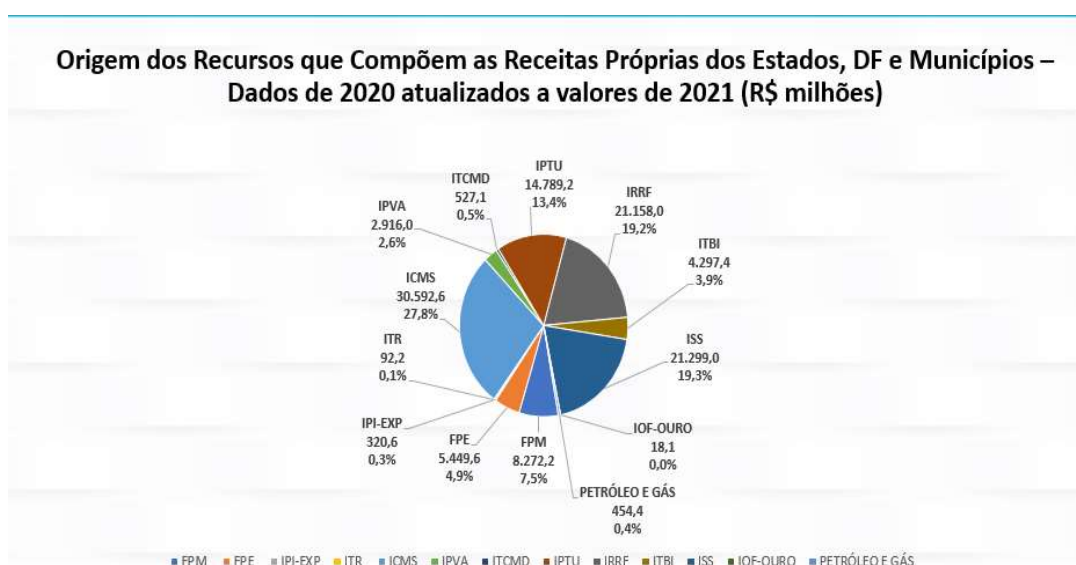 Origem dos Recursos que Compõem as Receitas Próprias dos Estados, DF e Municípios –
Dados de 2020 atualizados a valores de 2021 (R$ milhões)
IPTU
14.789,2
13,4%
ITCMD
527,1
0,5%
IRRF
21.158,0
19,2%
IPVA
2.916,0
2,6%
ITBI
4.297,4
3,9%
ICMS
30.592,6
27,8%
ITR
92,2
0,1%
ISS
21.299,0
19,3%
IPI-EXP
320,6
0,3%
FPE
5.449,6
4,9%
FPM
8.272,2
7,5%
IOF-OURO
18,1
0,0%
PETRÓLEO E GÁS
454,4
0,4%
FPM FPE IPI-EXP ITR ICMS IPVA ITCMD IPTU IRRF ITBI ISS IOF-OURO PETRÓLEO E GÁS